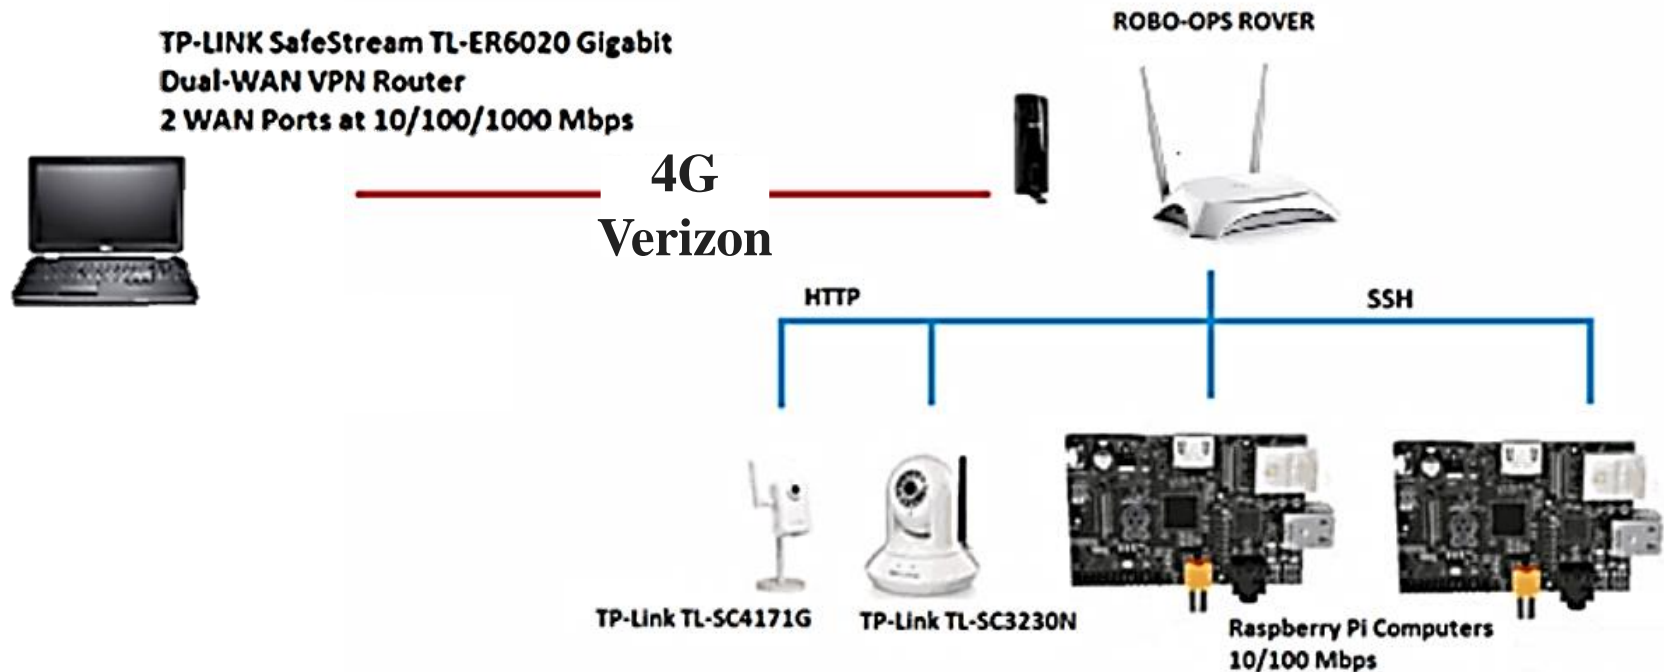 ROBO-OPS ROVER
TP-LINK SafeStream TL-ER6020 Gigabit
Dual-WAN VPN Router
2 WAN Ports at 10/100/1000 Mbps
4G
Verizon
HTTP
SSH
TP-Link TL-SC4171G
TP-Link TL-SC3230N
Raspberry Pi Computers
10/100 Mbps